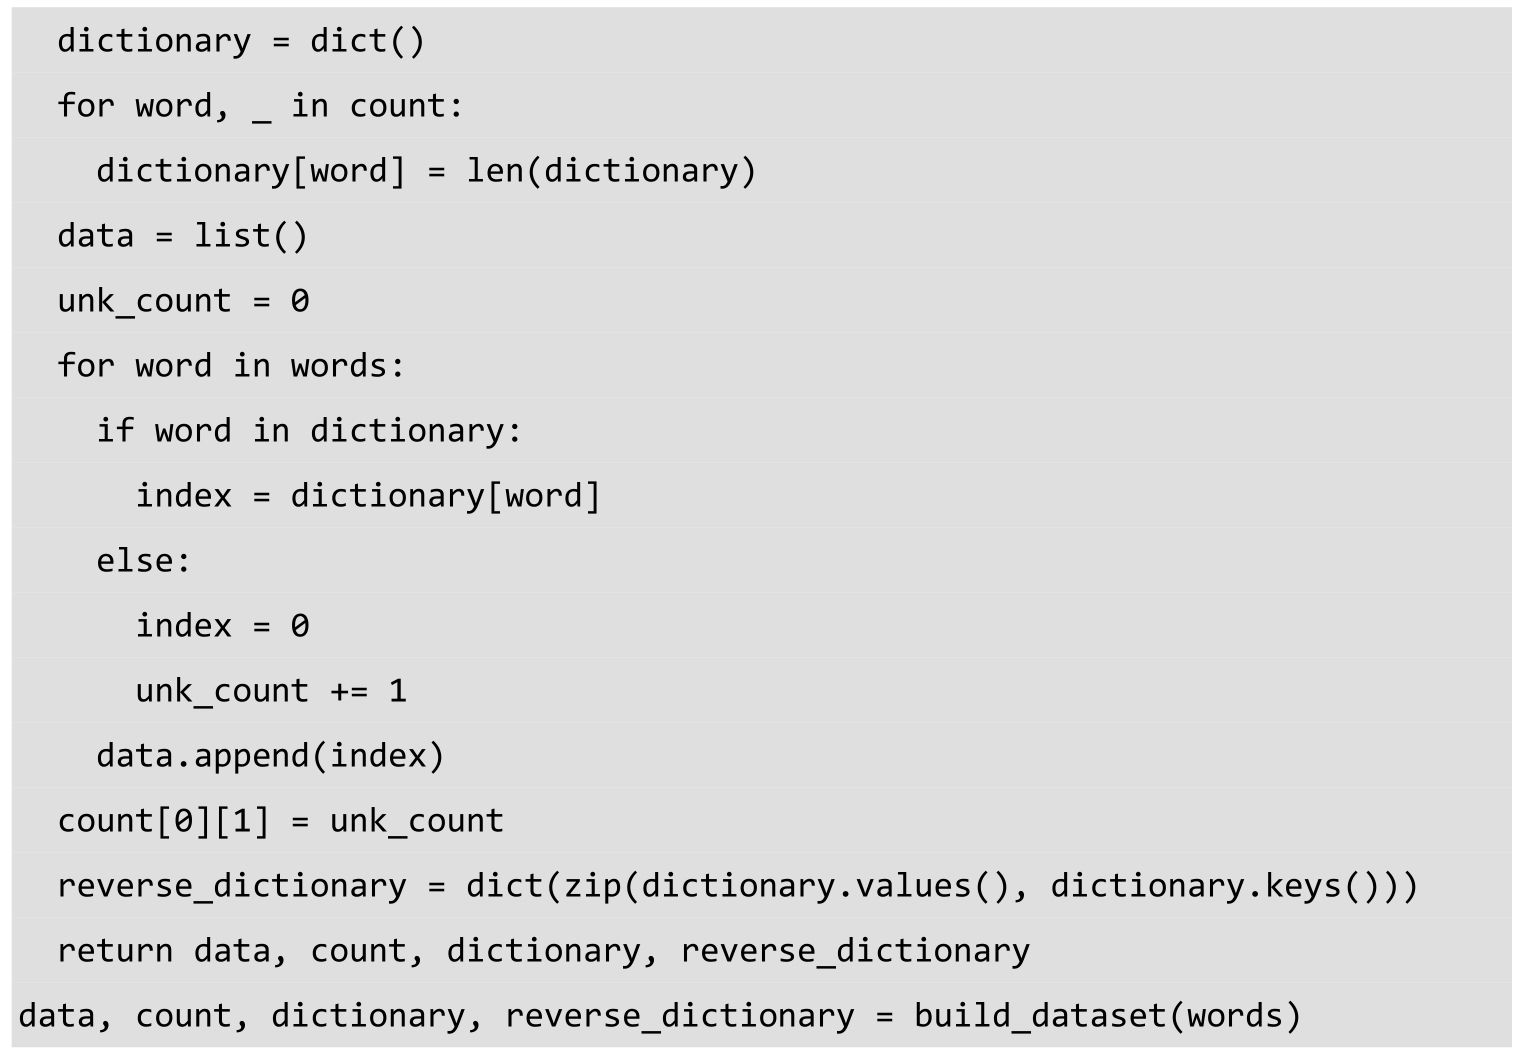 dictionary = dict()
  for word, _ in count:
    dictionary[word] = len(dictionary)
  data = list()
  unk_count = 0
  for word in words:
    if word in dictionary:
      index = dictionary[word]
    else:
      index = 0
      unk_count += 1
    data.append(index)
  count[0][1] = unk_count
  reverse_dictionary = dict(zip(dictionary.values(), dictionary.keys()))
  return data, count, dictionary, reverse_dictionary
data, count, dictionary, reverse_dictionary = build_dataset(words)